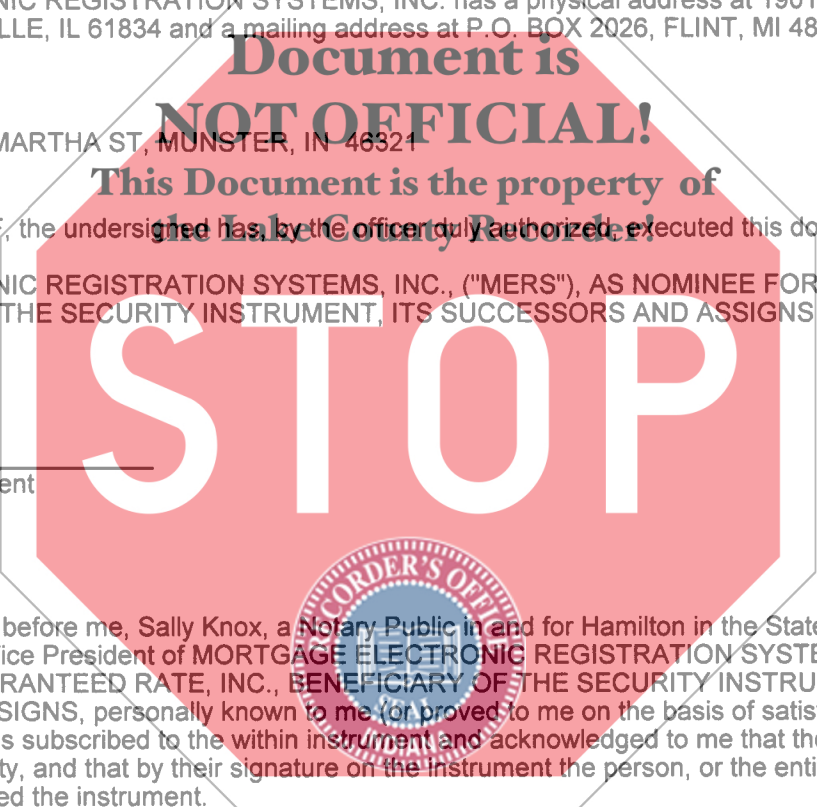 NIC REGISTRATION SYSTEMS, INC. has a physical address at 1901
LLE, IL 61834 and a mailing address at P.O. BOX 2026, FLINT, MI 48
Document is
NOT OFFICIAL!
MARTHA ST, MUNSTER, IN 46321
This Document is the property of
the Lake County Recorder!
, the undersigned has, by the officer duly authorized, executed this do
NIC REGISTRATION SYSTEMS, INC., ("MERS"), AS NOMINEE FOR
THE SECURITY INSTRUMENT, ITS SUCCESSORS AND ASSIGNS
STOP
ent
RECORDER'S OFFICE
SEAL
INDIANA
before me, Sally Knox, a Notary Public in and for Hamilton in the State
ice President of MORTGAGE ELECTRONIC REGISTRATION SYSTE
RANTEED RATE, INC., BENEFICIARY OF THE SECURITY INSTRU
SIGNS, personally known to me (or proved to me on the basis of satis
s subscribed to the within instrument and acknowledged to me that the
ty, and that by their signature on the instrument the person, or the enti
ed the instrument.